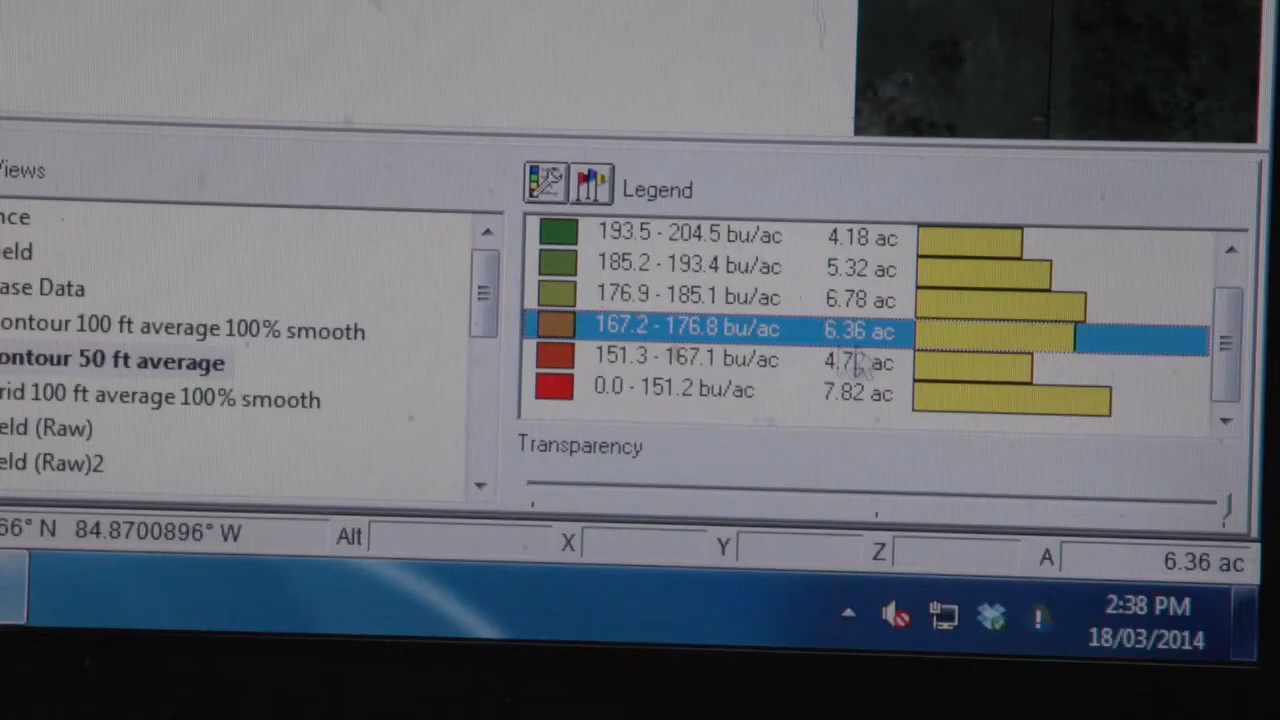 Views
Legend
nce
ield
ase Data
ontour 100 ft average 100% smooth
ontour 50 ft average
rid 100 ft average 100% smooth
eld (Raw)
eld (Raw)2
193.5 - 204.5 bu/ac 4.18 ac
185.2 - 193.4 bu/ac 5.32 ac
176.9 - 185.1 bu/ac 6.78 ac
167.2 - 176.8 bu/ac 6.36 ac
151.3 - 167.1 bu/ac ac
0.0 - 151.2 bu/ac 7.82 ac
Transparency
66° N 84.8700896° W Alt X Y Z A 6.36 ac
2:38 PM
18/03/2014